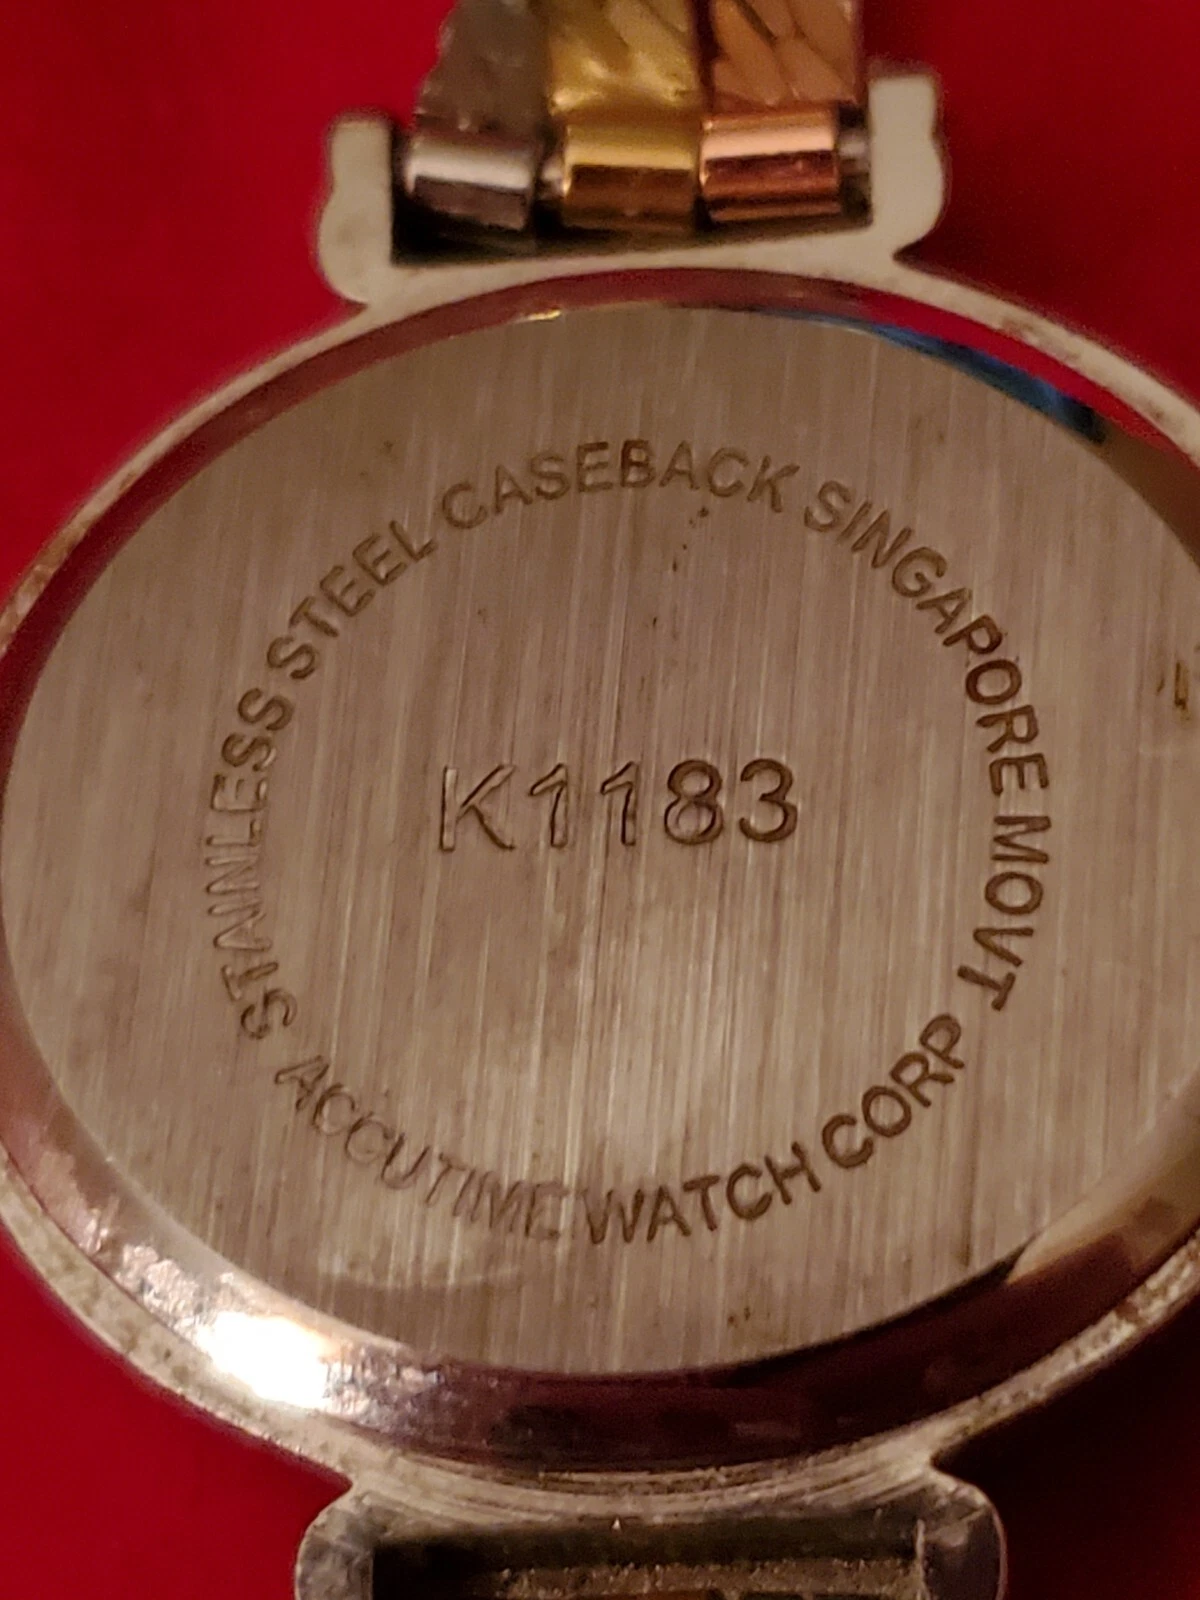 STAINLESS STEEL CASEBACK SINGAPORE MOVT
K1183
ACCUTIME WATCH CORP